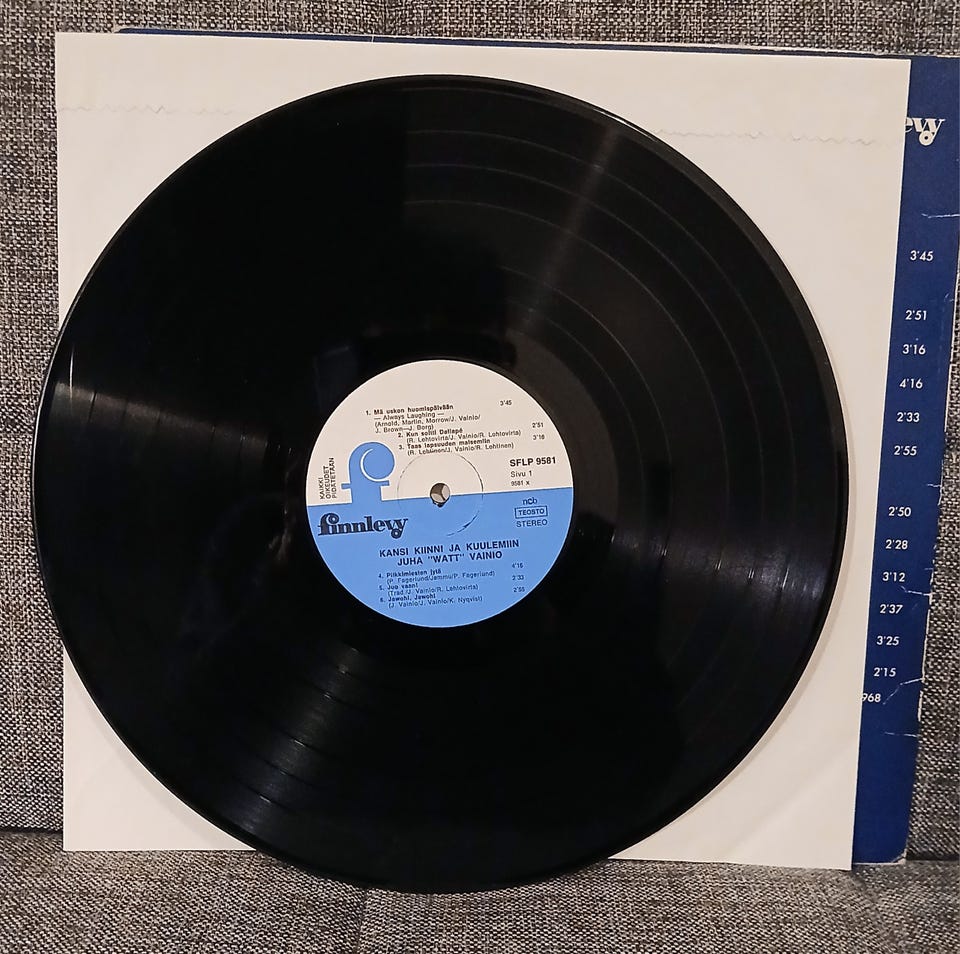 1. Mä uskon huomispäivään 3'45
— Always Laughing —
(Arnold, Martin, Morrow/J. Vainio/
J. Brown—J. Borg)
2. Kun soitti Dallapé 2'51
(R. Lehtovirta/J. Vainio/R. Lehtovirta)
3. Taas lapsuuden maisemiin 3'16
(R. Lehtinen/J. Vainio/R. Lehtinen)
KAIKKI
OIKEUDET
PIDÄTETÄÄN
f
SFLP 9581
Sivu 1
9581 x
finnlevy
ncb
TEOSTO
STEREO
KANSI KIINNI JA KUULEMIIN
JUHA "WATT" VAINIO
4. Piikkimiesten jytä 4'16
(P. Fagerlund/Jammu/P. Fagerlund)
5. Juo vaan! 2'33
(Trad./J. Vainio/R. Lehtovirta)
6. Jawohl, Jawohl 2'55
(J. Vainio/J. Vainio/K. Nyqvist)
evy
3'45
2'51
3'16
4'16
2'33
2'55
2'50
2'28
3'12
2'37
3'25
2'15
968